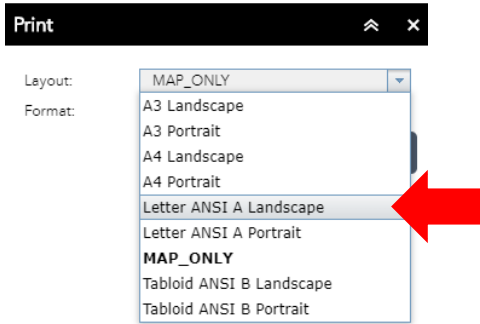 Print
Layout: MAP_ONLY
Format:
A3 Landscape
A3 Portrait
A4 Landscape
A4 Portrait
Letter ANSI A Landscape
Letter ANSI A Portrait
MAP_ONLY
Tabloid ANSI B Landscape
Tabloid ANSI B Portrait